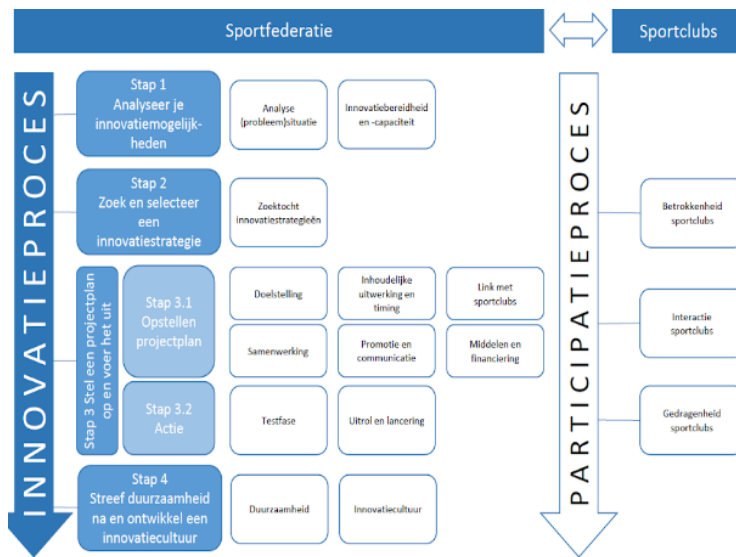 Sportfederatie
Sportclubs
INNOVATIEPROCES
Stap 1
Analyseer je
innovatiemogelijk-
heden
Analyse
(probleem)situatie
Innovatiebereidheid
en -capaciteit
Stap 2
Zoek en selecteer
een
innovatiestrategie
Zoektocht
innovatiestrategieën
Stap 3 Stel een projectplan
op en voer het uit
Stap 3.1
Opstellen
projectplan
Doelstelling
Inhoudelijke
uitwerking en
timing
Link met
sportclubs
Samenwerking
Promotie en
communicatie
Middelen en
financiering
Stap 3.2
Actie
Testfase
Uitrol en lancering
Stap 4
Streef duurzaamheid
na en ontwikkel een
innovatiecultuur
Duurzaamheid
Innovatiecultuur
PARTICIPATIEPROCES
Betrokkenheid
sportclubs
Interactie
sportclubs
Gedragenheid
sportclubs